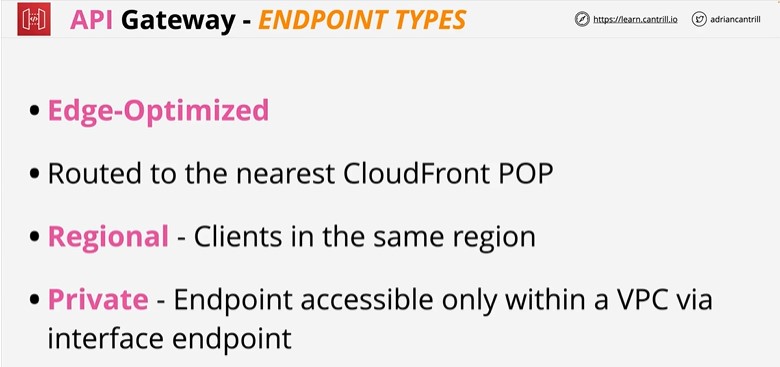 API Gateway - ENDPOINT TYPES
https://learn.cantrill.io
adriancantrill
• Edge-Optimized
• Routed to the nearest CloudFront POP
• Regional - Clients in the same region
• Private - Endpoint accessible only within a VPC via
interface endpoint